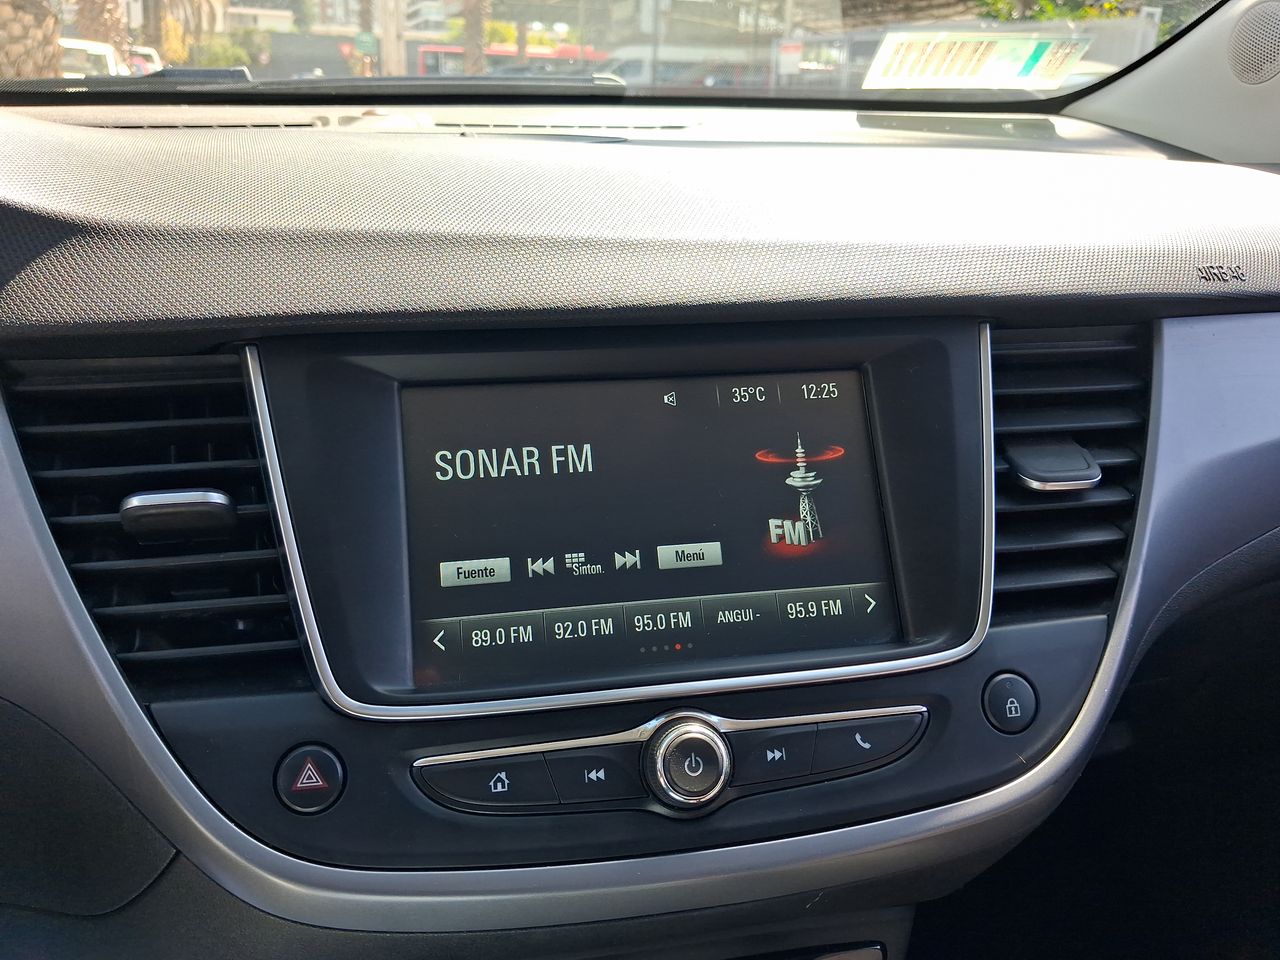 AIRBAG
35°C 12:25
SONAR FM
FM
Fuente Sinton. Menú
89.0 FM 92.0 FM 95.0 FM ANGUI- 95.9 FM